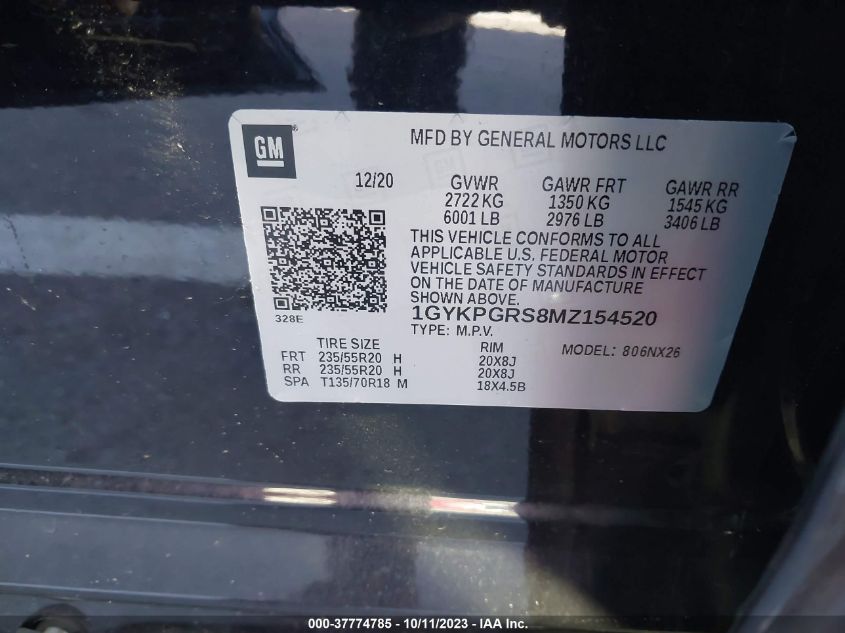 GM®
MFD BY GENERAL MOTORS LLC
12/20
GVWR GAWR FRT GAWR RR
2722 KG 1350 KG 1545 KG
6001 LB 2976 LB 3406 LB
THIS VEHICLE CONFORMS TO ALL
APPLICABLE U.S. FEDERAL MOTOR
VEHICLE SAFETY STANDARDS IN EFFECT
ON THE DATE OF MANUFACTURE
SHOWN ABOVE.
328E
1GYKPGRS8MZ154520
TYPE: M.P.V.
MODEL: 806NX26
TIRE SIZE RIM
FRT 235/55R20 H 20X8J
RR 235/55R20 H 20X8J
SPA T135/70R18 M 18X4.5B
000-37774785 - 10/11/2023 - IAA Inc.